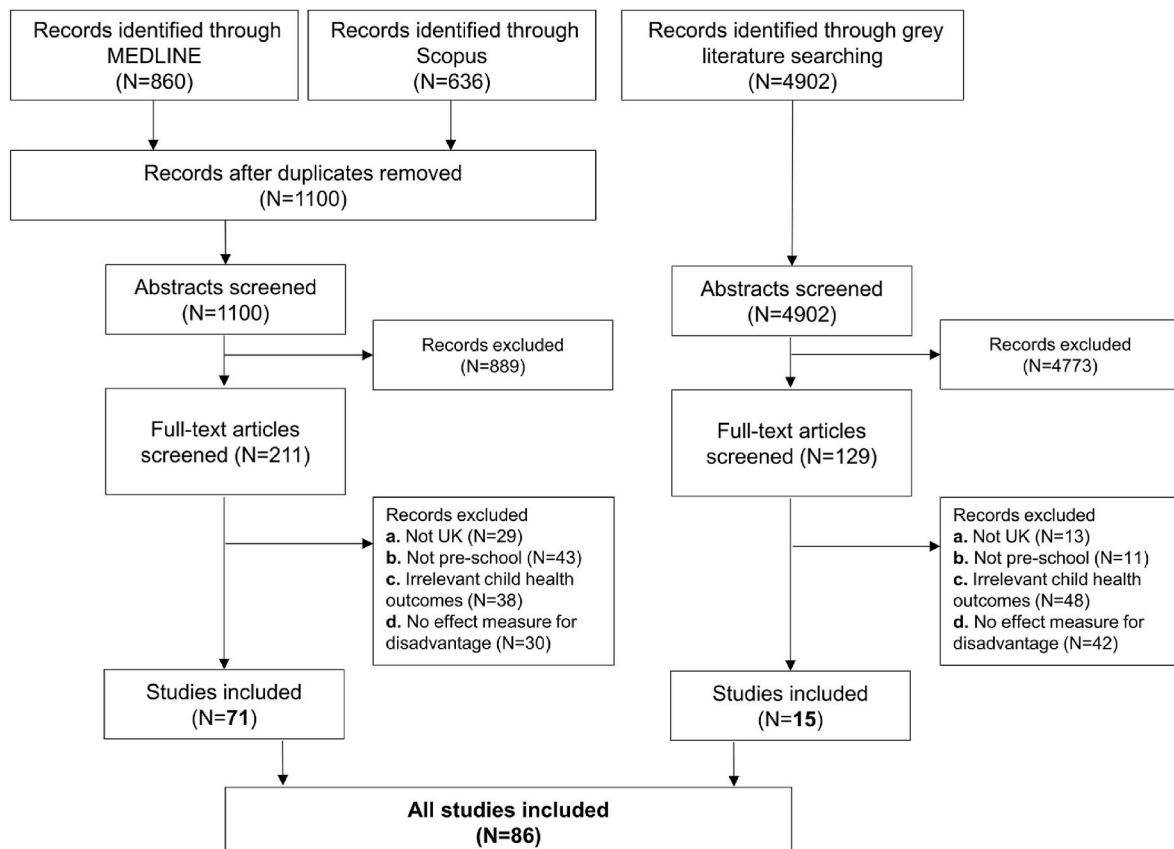 Records identified through
MEDLINE
(N=860)
Records identified through
Scopus
(N=636)
Records identified through grey
literature searching
(N=4902)
Records after duplicates removed
(N=1100)
Abstracts screened
(N=1100)
Abstracts screened
(N=4902)
Records excluded
(N=889)
Records excluded
(N=4773)
Full-text articles
screened (N=211)
Full-text articles
screened (N=129)
Records excluded
a. Not UK (N=29)
b. Not pre-school (N=43)
c. Irrelevant child health
outcomes (N=38)
d. No effect measure for
disadvantage (N=30)
Records excluded
a. Not UK (N=13)
b. Not pre-school (N=11)
c. Irrelevant child health
outcomes (N=48)
d. No effect measure for
disadvantage (N=42)
Studies included
(N=71)
Studies included
(N=15)
All studies included
(N=86)